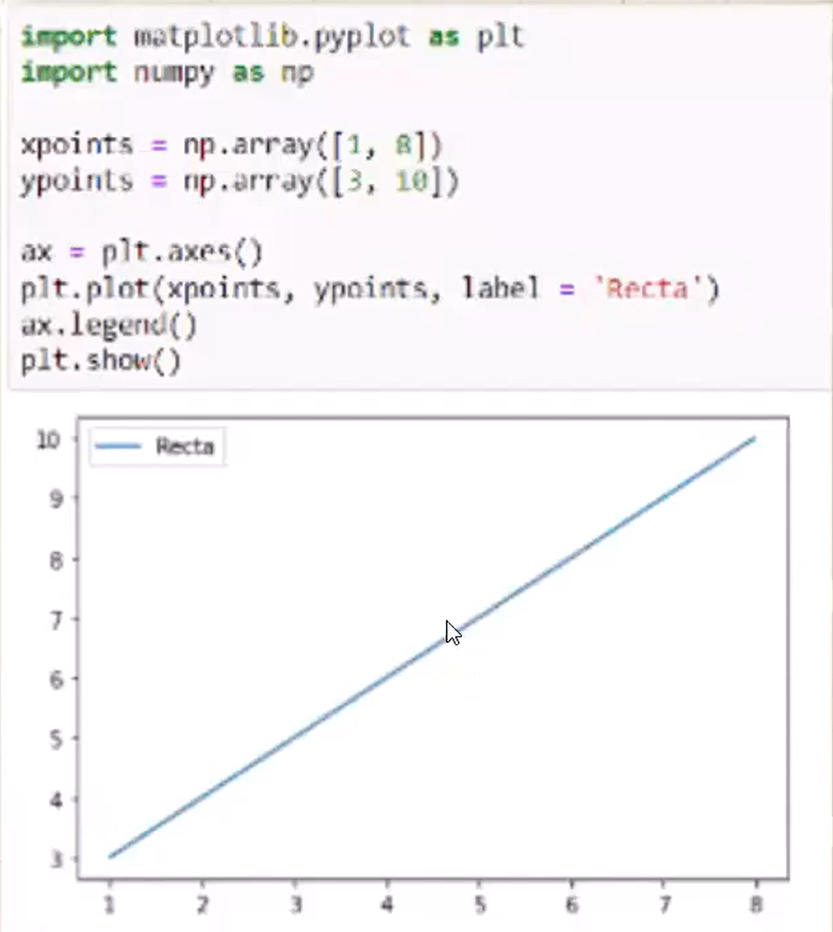 import matplotlib.pyplot as plt
import numpy as np
xpoints = np.array([1, 8])
ypoints = np.array([3, 10])
ax = plt.axes()
plt.plot(xpoints, ypoints, label = 'Recta')
ax.legend()
plt.show()
Recta
10
9
8
7
6
5
4
3
1 2 3 4 5 6 7 8